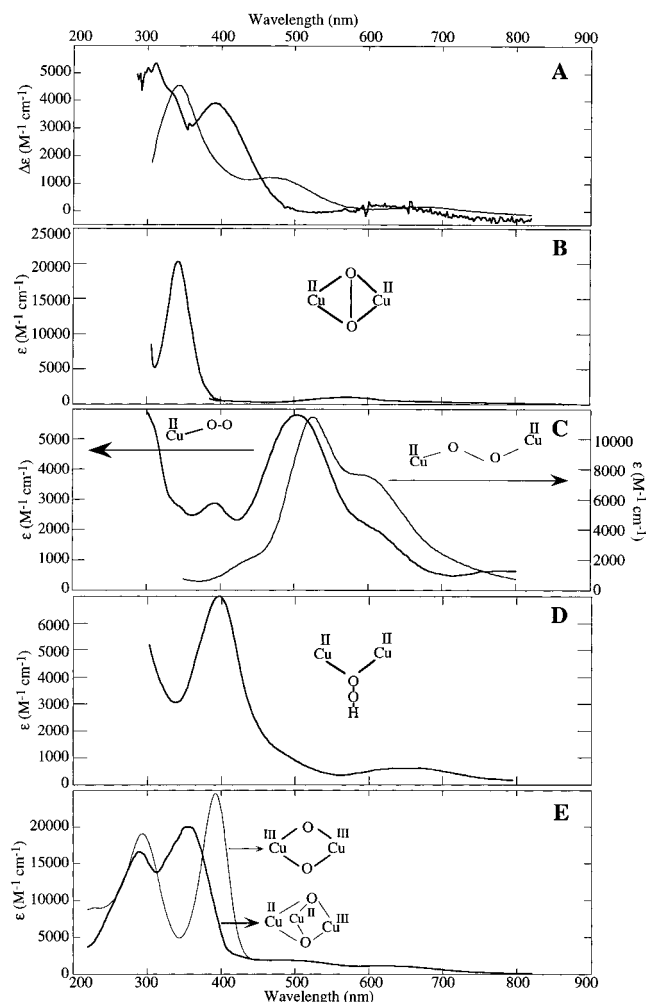 Wavelength (nm)
200 300 400 500 600 700 800 900
A
5000
4000
3000
2000
1000
0
Δε (M⁻¹ cm⁻¹)
B
25000
20000
15000
10000
5000
0
ε (M⁻¹ cm⁻¹)
II O II
Cu Cu
O
C
5000
4000
3000
2000
1000
0
ε (M⁻¹ cm⁻¹)
II
Cu O-O
II
Cu
II O
Cu O
10000
8000
6000
4000
2000
0
ε (M⁻¹ cm⁻¹)
D
6000
5000
4000
3000
2000
1000
0
ε (M⁻¹ cm⁻¹)
II II
Cu Cu
O
O
H
E
20000
15000
10000
5000
0
ε (M⁻¹ cm⁻¹)
III O III
Cu Cu
O
II O
Cu II Cu III
Cu
O
200 300 400 500 600 700 800 900
Wavelength (nm)